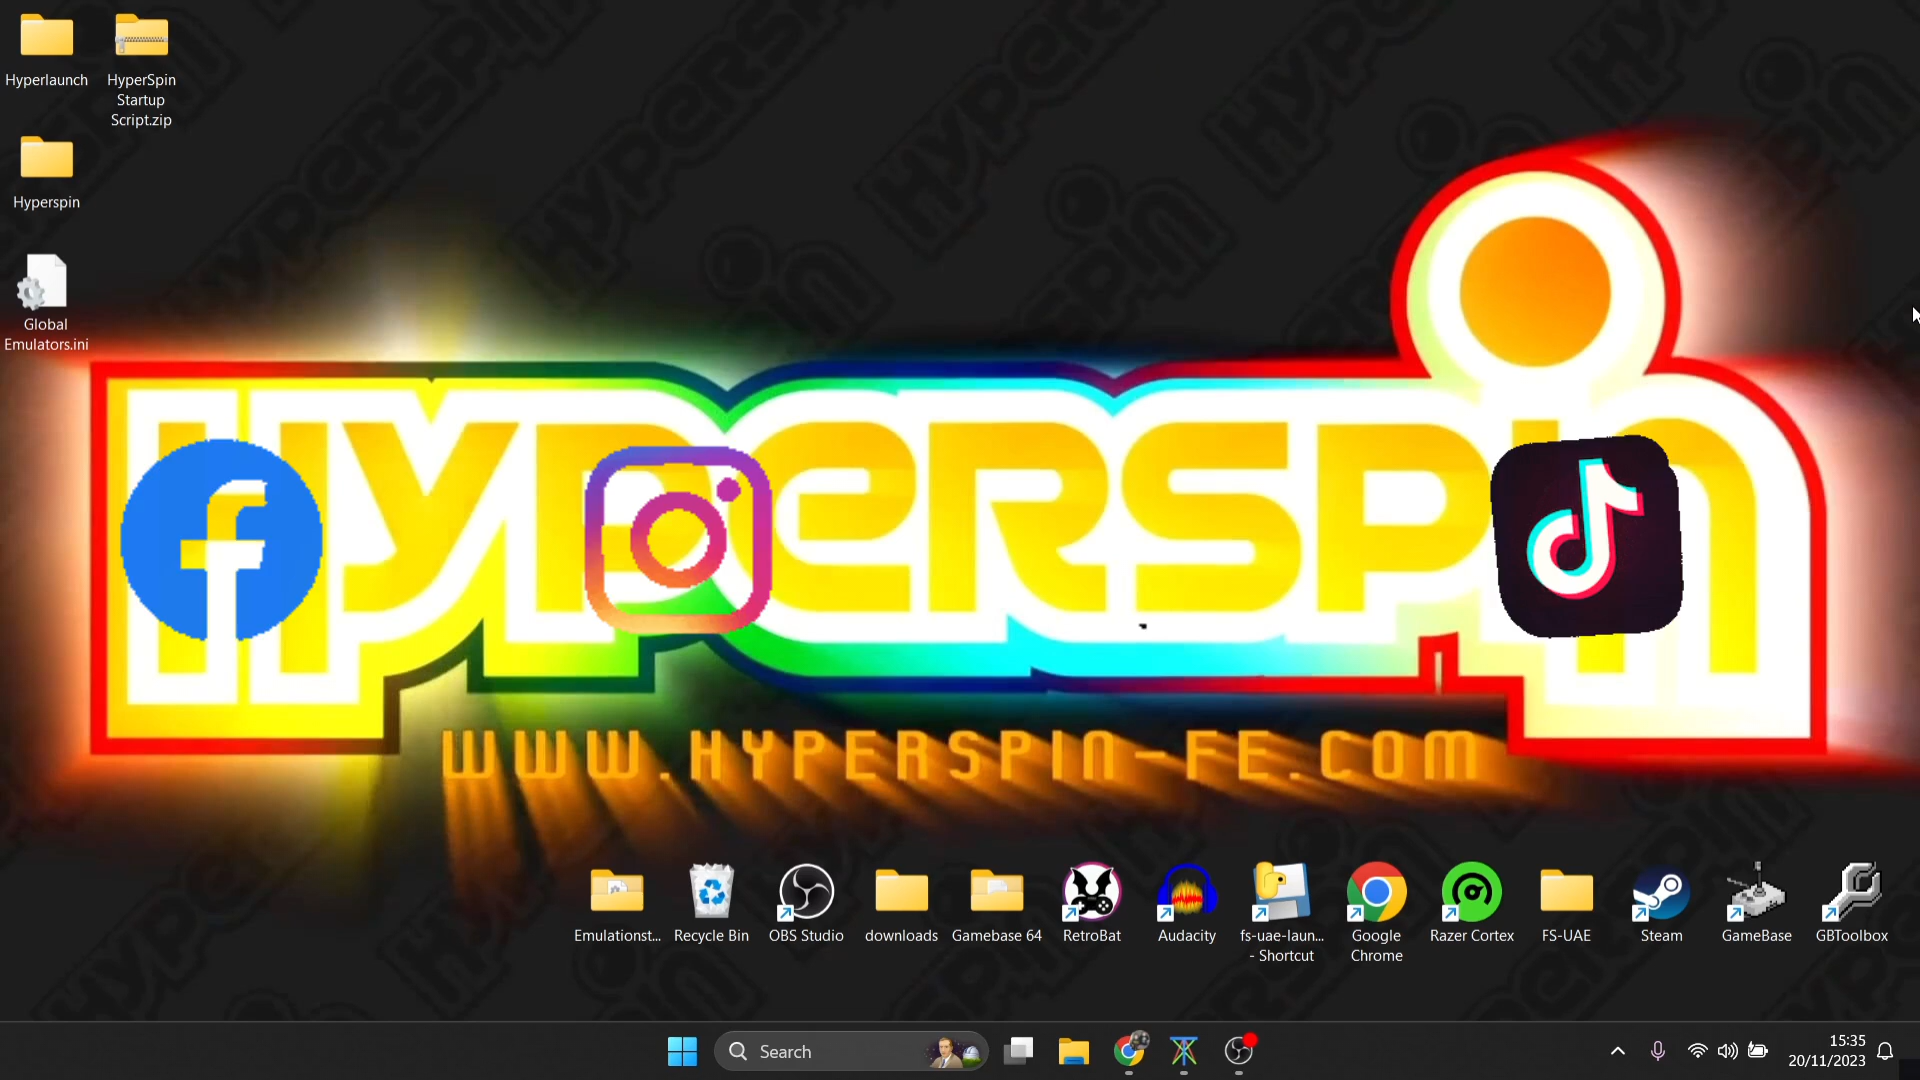 Hyperlaunch
HyperSpin
Startup
Script.zip
Hyperspin
Global
Emulators.ini
HYPERSPIN
WWW.HYPERSPIN-FE.COM
Emulationst...
Recycle Bin
OBS Studio
downloads
Gamebase 64
RetroBat
Audacity
fs-uae-laun...
- Shortcut
Google
Chrome
Razer Cortex
FS-UAE
Steam
GameBase
GBToolbox
Search
15:35
20/11/2023